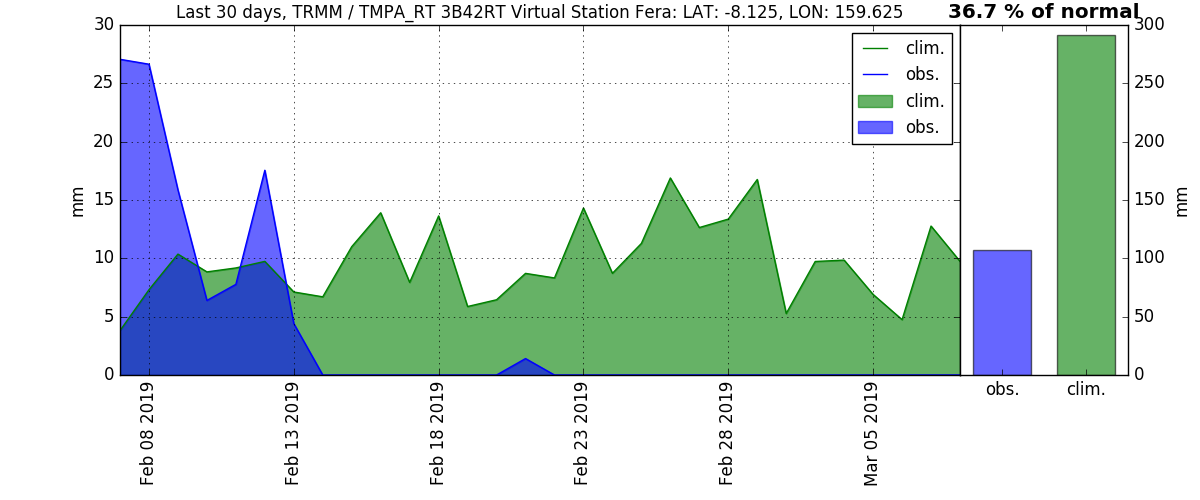 Last 30 days, TRMM / TMPA_RT 3B42RT Virtual Station Fera: LAT: -8.125, LON: 159.625
36.7 % of normal
30
25
20
15
10
5
0
mm
clim.
obs.
clim.
obs.
Feb 08 2019
Feb 13 2019
Feb 18 2019
Feb 23 2019
Feb 28 2019
Mar 05 2019
300
250
200
150
100
50
0
mm
obs.
clim.